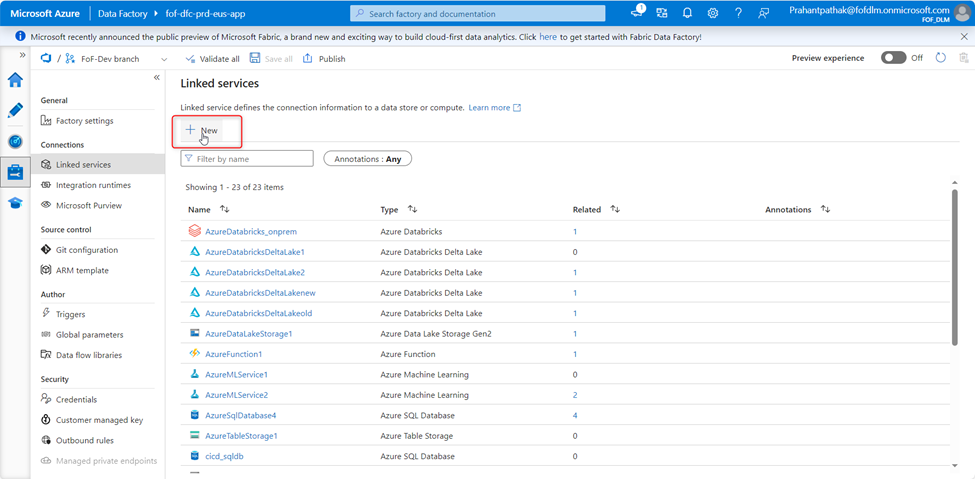 Microsoft Azure | Data Factory ▸ fof-dfc-prd-eus-app
Search factory and documentation
1
Prahantpathak@fofdlm.onmicrosoft.com
FOF_DLM
Microsoft recently announced the public preview of Microsoft Fabric, a brand new and exciting way to build cloud-first data analytics. Click here to get started with Fabric Data Factory!
FoF-Dev branch
Validate all
Save all
Publish
Preview experience
Off
General
Factory settings
Connections
Linked services
Integration runtimes
Microsoft Purview
Source control
Git configuration
ARM template
Author
Triggers
Global parameters
Data flow libraries
Security
Credentials
Customer managed key
Outbound rules
Managed private endpoints
Linked services
Linked service defines the connection information to a data store or compute. Learn more
New
Filter by name
Annotations : Any
Showing 1 - 23 of 23 items
Name Type Related Annotations
AzureDatabricks_onprem Azure Databricks 1
AzureDatabricksDeltaLake1 Azure Databricks Delta Lake 0
AzureDatabricksDeltaLake2 Azure Databricks Delta Lake 1
AzureDatabricksDeltaLakenew Azure Databricks Delta Lake 1
AzureDatabricksDeltaLakeold Azure Databricks Delta Lake 1
AzureDataLakeStorage1 Azure Data Lake Storage Gen2 1
AzureFunction1 Azure Function 1
AzureMLService1 Azure Machine Learning 0
AzureMLService2 Azure Machine Learning 2
AzureSqlDatabase4 Azure SQL Database 4
AzureTableStorage1 Azure Table Storage 0
cicd_sqldb Azure SQL Database 0